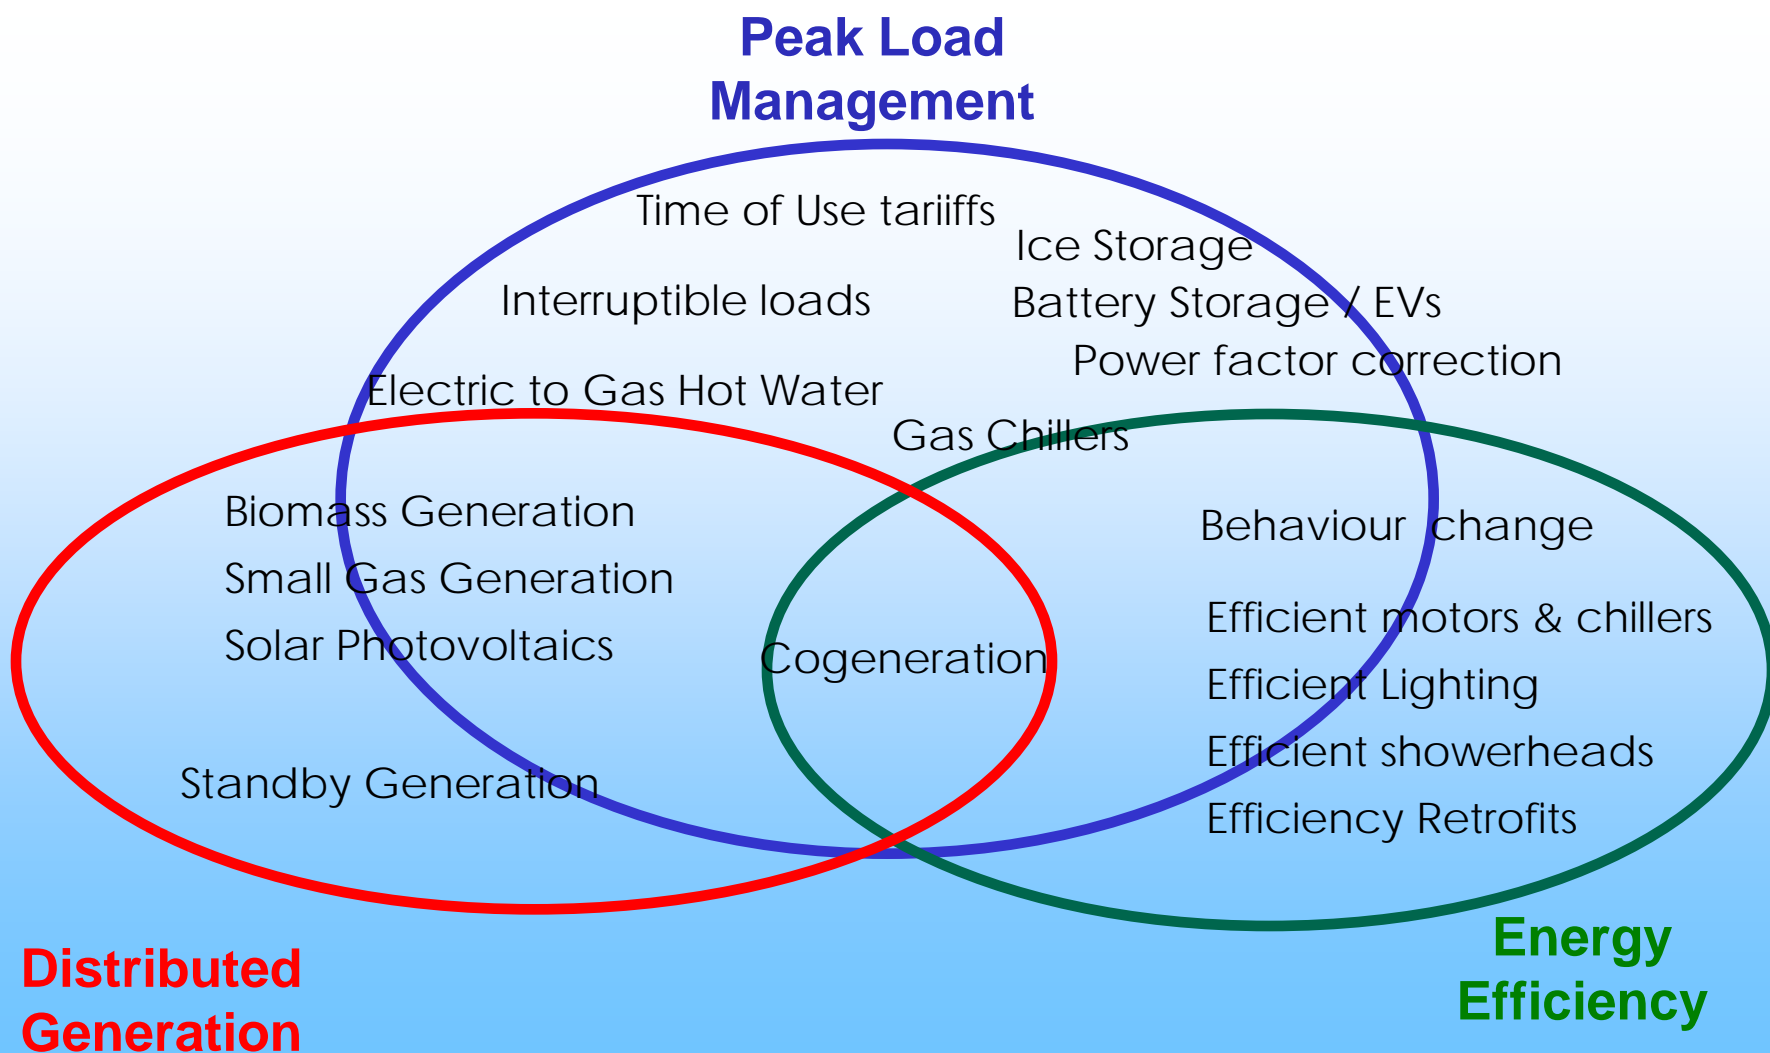 Peak Load
Management
Time of Use tariiffs
Ice Storage
Interruptible loads
Battery Storage / EVs
Power factor correction
Electric to Gas Hot Water
Gas Chillers
Biomass Generation
Small Gas Generation
Solar Photovoltaics
Standby Generation
Cogeneration
Behaviour change
Efficient motors & chillers
Efficient Lighting
Efficient showerheads
Efficiency Retrofits
Distributed
Generation
Energy
Efficiency